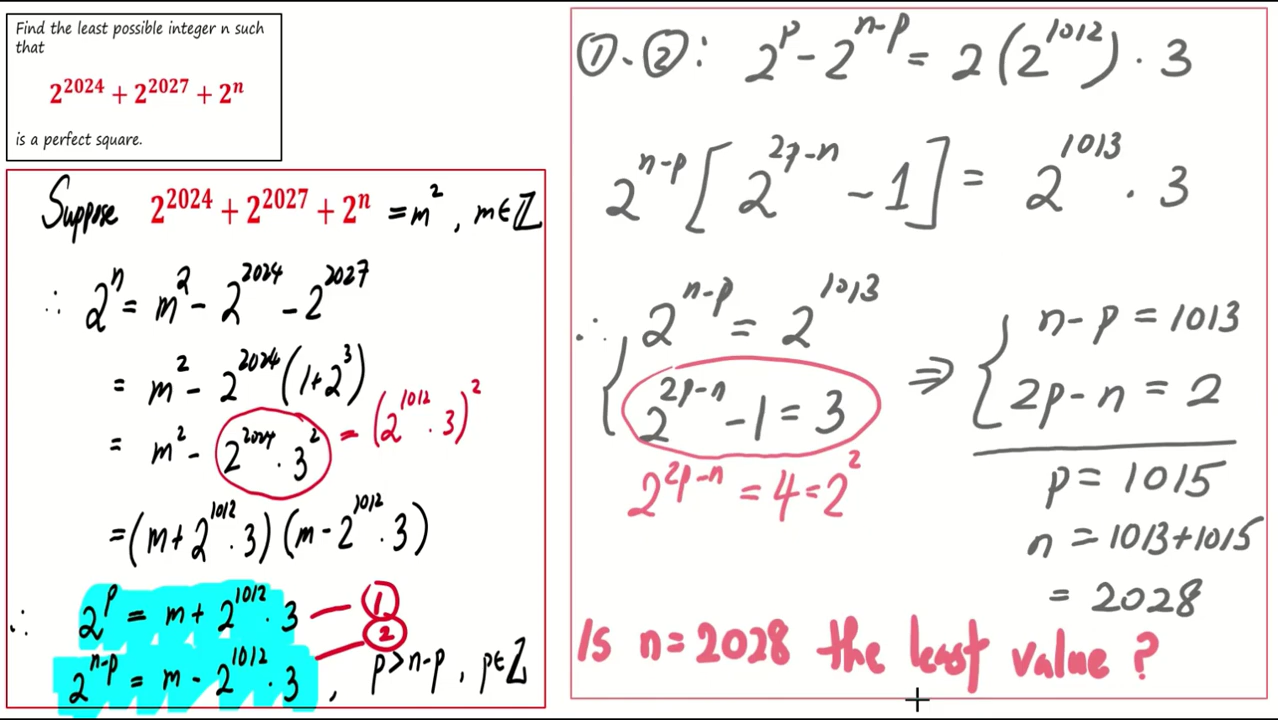 Find the least possible integer n such
that
2^2024 + 2^2027 + 2^n
is a perfect square.
Suppose 2^2024 + 2^2027 + 2^n = m^2, m∈ℤ
∴ 2^n = m^2 - 2^2024 - 2^2027
= m^2 - 2^2024 (1+2^3)
= m^2 - 2^2024 · 3^2 = (2^1012 · 3)^2
= (m + 2^1012 · 3)(m - 2^1012 · 3)
∴ 2^p = m + 2^1012 · 3 — ①
2^(n-p) = m - 2^1012 · 3 — ②, p > n-p, p∈ℤ
①-②: 2^p - 2^(n-p) = 2(2^1012) · 3
2^(n-p) [2^(2p-n) - 1] = 2^1013 · 3
∴ { 2^(n-p) = 2^1013
2^(2p-n) - 1 = 3
2^(2p-n) = 4 = 2^2
⇒ { n-p = 1013
2p-n = 2
p = 1015
n = 1013+1015
= 2028
Is n=2028 the least value ?